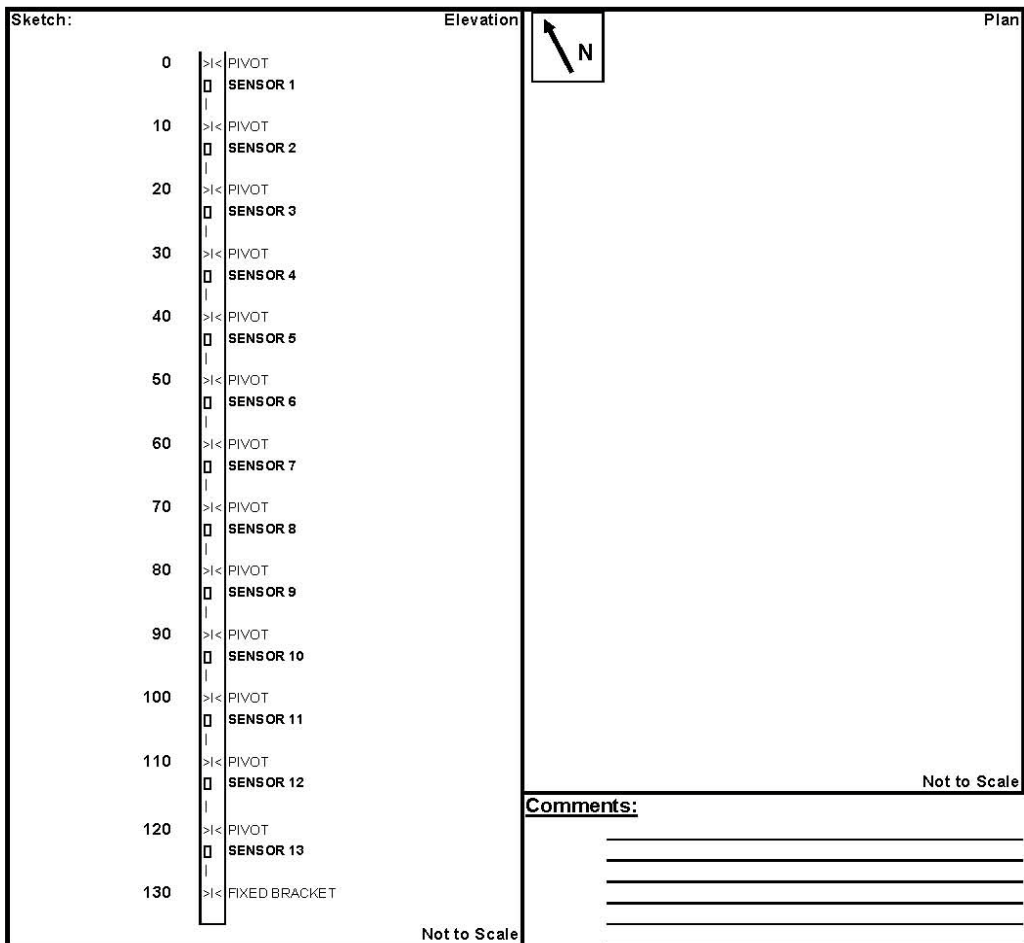 Sketch: Elevation
0 >I< PIVOT
SENSOR 1
10 >I< PIVOT
SENSOR 2
20 >I< PIVOT
SENSOR 3
30 >I< PIVOT
SENSOR 4
40 >I< PIVOT
SENSOR 5
50 >I< PIVOT
SENSOR 6
60 >I< PIVOT
SENSOR 7
70 >I< PIVOT
SENSOR 8
80 >I< PIVOT
SENSOR 9
90 >I< PIVOT
SENSOR 10
100 >I< PIVOT
SENSOR 11
110 >I< PIVOT
SENSOR 12
120 >I< PIVOT
SENSOR 13
130 >I< FIXED BRACKET
Not to Scale
N
Plan
Not to Scale
Comments: